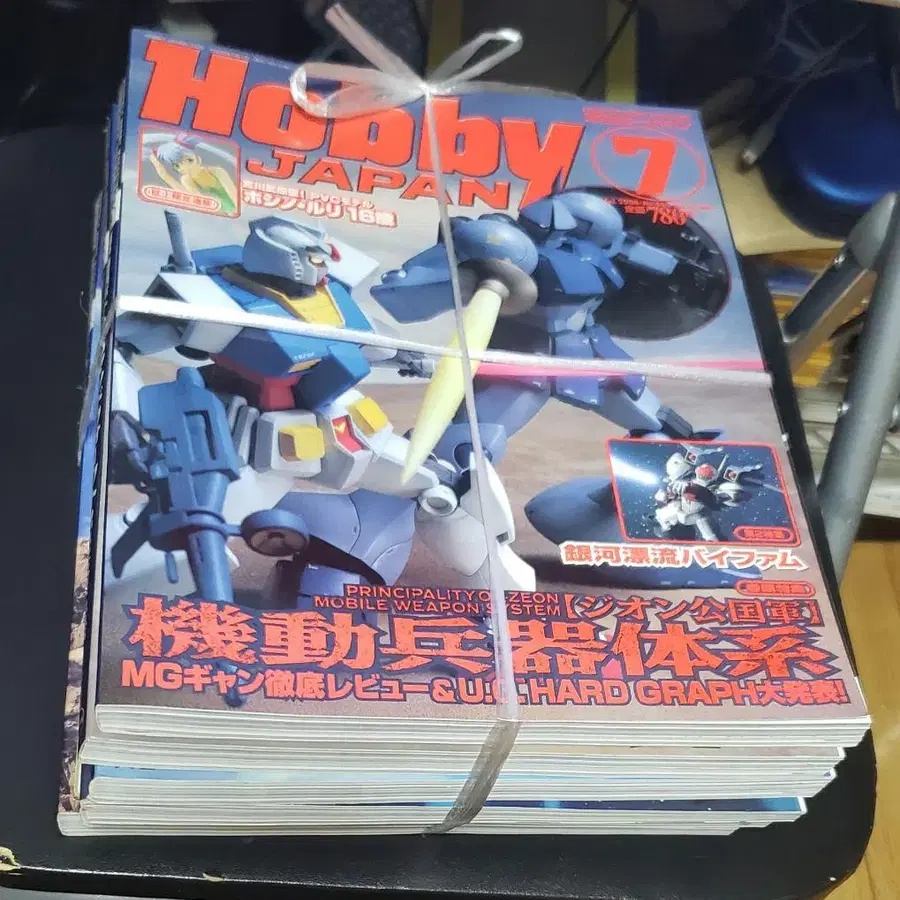 Hobby
JAPAN
7
ホシノ・ルリ 16歳
780
銀河漂流バイファム
PRINCIPALITY OF ZEON
MOBILE WEAPON SYSTEM
【ジオン公国軍】
機動兵器体系
MGギャン徹底レビュー&U.C.HARD GRAPH大発表!